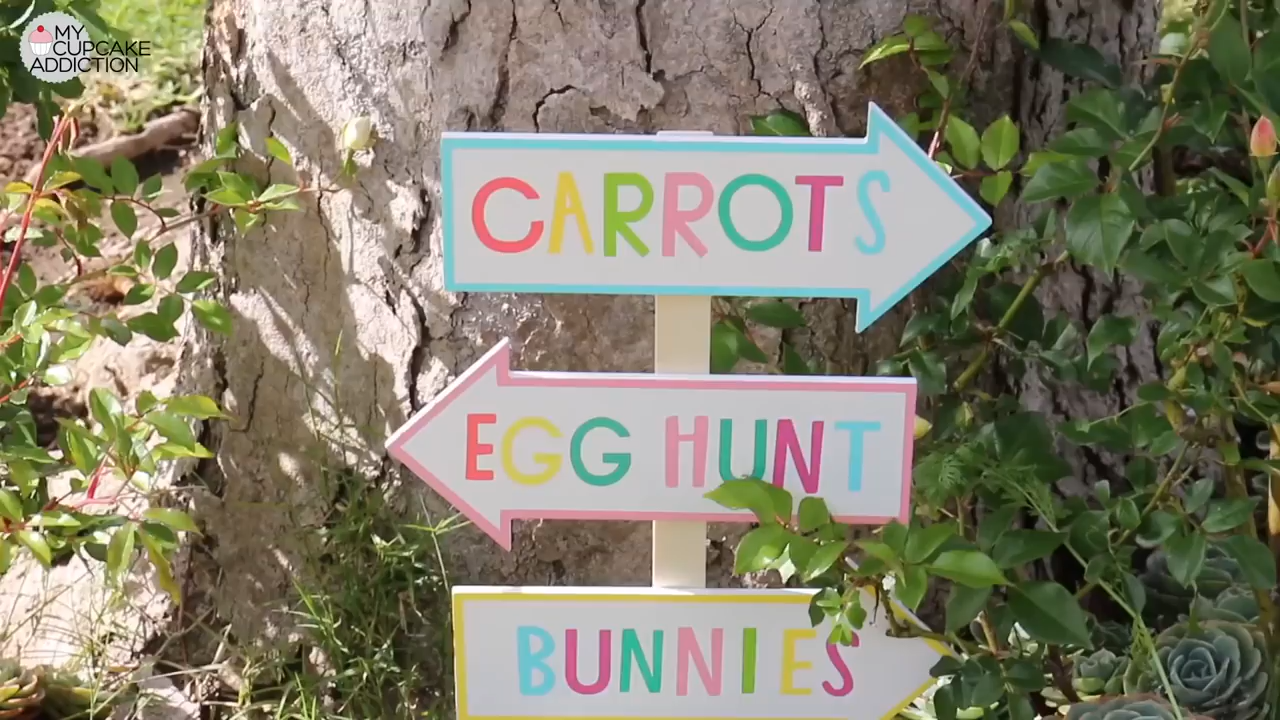 MY
CUPCAKE
ADDICTION
CARROTS
EGG HUNT
BUNNIES